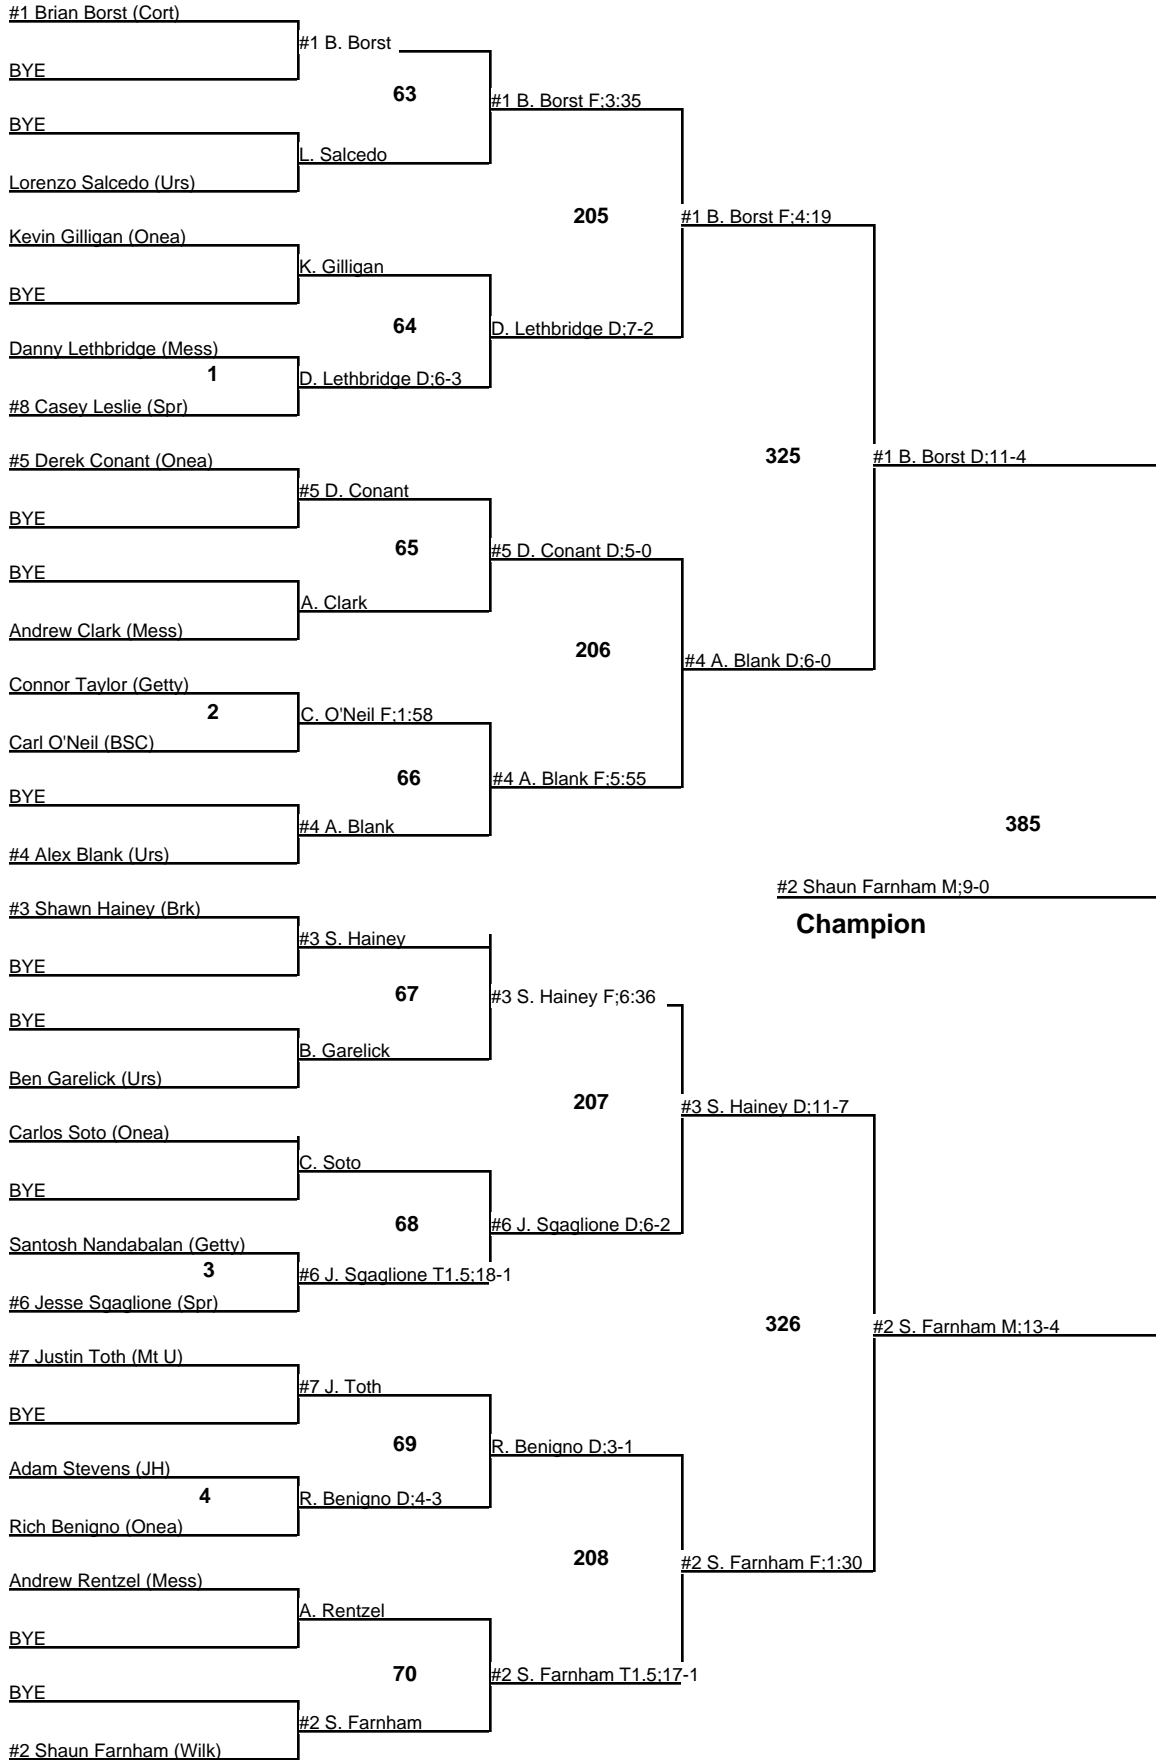 #1 Brian Borst (Cort)
#1 B. Borst
BYE
63
#1 B. Borst F;3:35
BYE
L. Salcedo
Lorenzo Salcedo (Urs)
205
#1 B. Borst F;4:19
Kevin Gilligan (Onea)
K. Gilligan
BYE
64
D. Lethbridge D;7-2
Danny Lethbridge (Mess)
1
D. Lethbridge D;6-3
#8 Casey Leslie (Spr)
325
#1 B. Borst D;11-4
#5 Derek Conant (Onea)
#5 D. Conant
BYE
65
#5 D. Conant D;5-0
BYE
A. Clark
Andrew Clark (Mess)
206
#4 A. Blank D;6-0
Connor Taylor (Getty)
2
C. O'Neil F;1:58
Carl O'Neil (BSC)
66
#4 A. Blank F;5:55
BYE
#4 A. Blank
#4 Alex Blank (Urs)
385
#2 Shaun Farnham M;9-0
Champion
#3 Shawn Hainey (Brk)
#3 S. Hainey
BYE
67
#3 S. Hainey F;6:36
BYE
B. Garelick
Ben Garelick (Urs)
207
#3 S. Hainey D;11-7
Carlos Soto (Onea)
C. Soto
BYE
68
#6 J. Sgaglione D;6-2
Santosh Nandabalan (Getty)
3
#6 J. Sgaglione T1.5;18-1
#6 Jesse Sgaglione (Spr)
326
#2 S. Farnham M;13-4
#7 Justin Toth (Mt U)
#7 J. Toth
BYE
69
R. Benigno D;3-1
Adam Stevens (JH)
4
R. Benigno D;4-3
Rich Benigno (Onea)
208
#2 S. Farnham F;1:30
Andrew Rentzel (Mess)
A. Rentzel
BYE
70
#2 S. Farnham T1.5;17-1
BYE
#2 S. Farnham
#2 Shaun Farnham (Wilk)